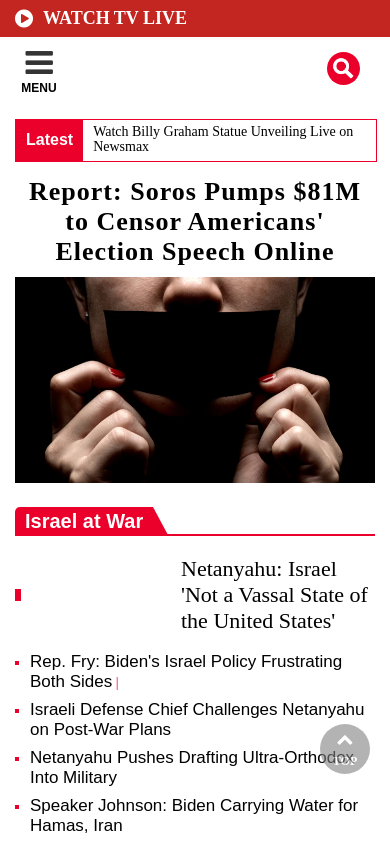 WATCH TV LIVE
MENU
Latest
Watch Billy Graham Statue Unveiling Live on
Newsmax
Report: Soros Pumps $81M
to Censor Americans'
Election Speech Online
Israel at War
Netanyahu: Israel
'Not a Vassal State of
the United States'
Rep. Fry: Biden's Israel Policy Frustrating
Both Sides |
Israeli Defense Chief Challenges Netanyahu
on Post-War Plans
Netanyahu Pushes Drafting Ultra-Orthodox
Into Military
TOP
Speaker Johnson: Biden Carrying Water for
Hamas, Iran